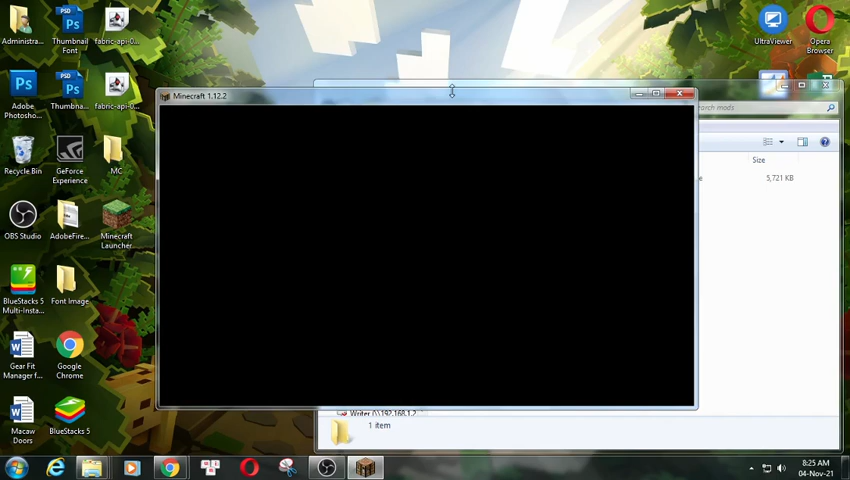 Administra...
Thumbnail
Font
fabric-api-0...
UltraViewer
Opera
Browser
Adobe
Photosho...
Thumbna...
fabric-api-0...
Minecraft 1.12.2
earch mods
Size
5,721 KB
Recycle Bin
GeForce
Experience
MC
OBS Studio
AdobeFire...
Minecraft
Launcher
BlueStacks 5
Multi-Insta...
Font Image
Gear Fit
Manager f...
Google
Chrome
Macaw
Doors
BlueStacks 5
1 item
8:25 AM
04-Nov-21